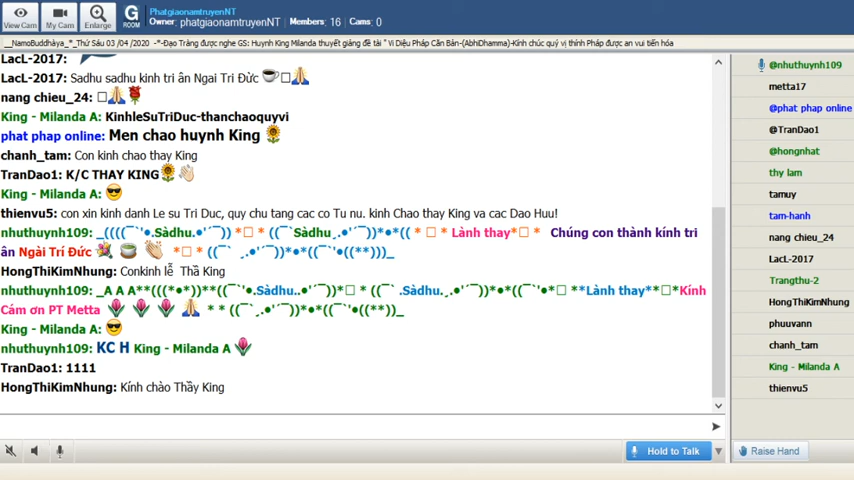 View Cam
My Cam
Enlarge
G ROOM
PhatgiaonamtruyenNT
Owner: phatgiaonamtruyenNT Members: 16 Cams: 0
__NamoBuddhàya_*_Thứ Sáu 03 /04 /2020 -*-Đạo Tràng được nghe GS: Huynh King Milanda thuyết giảng đề tài " Vi Diệu Pháp Căn Bản-(AbhiDhamma)-Kính chúc quý vị thính Pháp được an vui tiến hóa
LacL-2017:
LacL-2017: Sadhu sadhu kinh tri ân Ngai Tri Đừc
nang chieu_24:
King - Milanda A: KinhleSuTriDuc-thanchaoquyvi
phat phap online: Men chao huynh King
chanh_tam: Con kinh chao thay King
TranDao1: K/C THAY KING
King - Milanda A:
thienvu5: con xin kinh danh Le su Tri Duc, quy chu tang cac co Tu nu. kinh Chao thay King va cac Dao Huu!
nhuthuynh109: _((((¯`'•.Sàdhu.•'´¯)) *□ * ((¯`Sàdhu¸.•'´¯))*•*(( * □ * Lành thay*□ * Chúng con thành kính tri
ân Ngài Trí Đức *□ * ((¯` ¸.•'´¯))*•*((¯`'•((**)))_
HongThiKimNhung: Conkinh lễ Thầ King
nhuthuynh109: _A A A**(((*•*))**((¯`'•.Sàdhu..•'´¯))*□ * ((¯` .Sàdhu.¸.•'´¯))*•*((¯`'•*□ **Lành thay**□*Kính
Cám ơn PT Metta * * ((¯`¸.•'´¯))*•*((¯`'•((**))_
King - Milanda A:
nhuthuynh109: KC H King - Milanda A
TranDao1: 1111
HongThiKimNhung: Kính chào Thầy King
Hold to Talk
@nhuthuynh109
metta17
@phat phap online
@TranDao1
@hongnhat
thy lam
tamuy
tam-hanh
nang chieu_24
LacL-2017
Trangthu-2
HongThiKimNhung
phuuvann
chanh_tam
King - Milanda A
thienvu5
Raise Hand